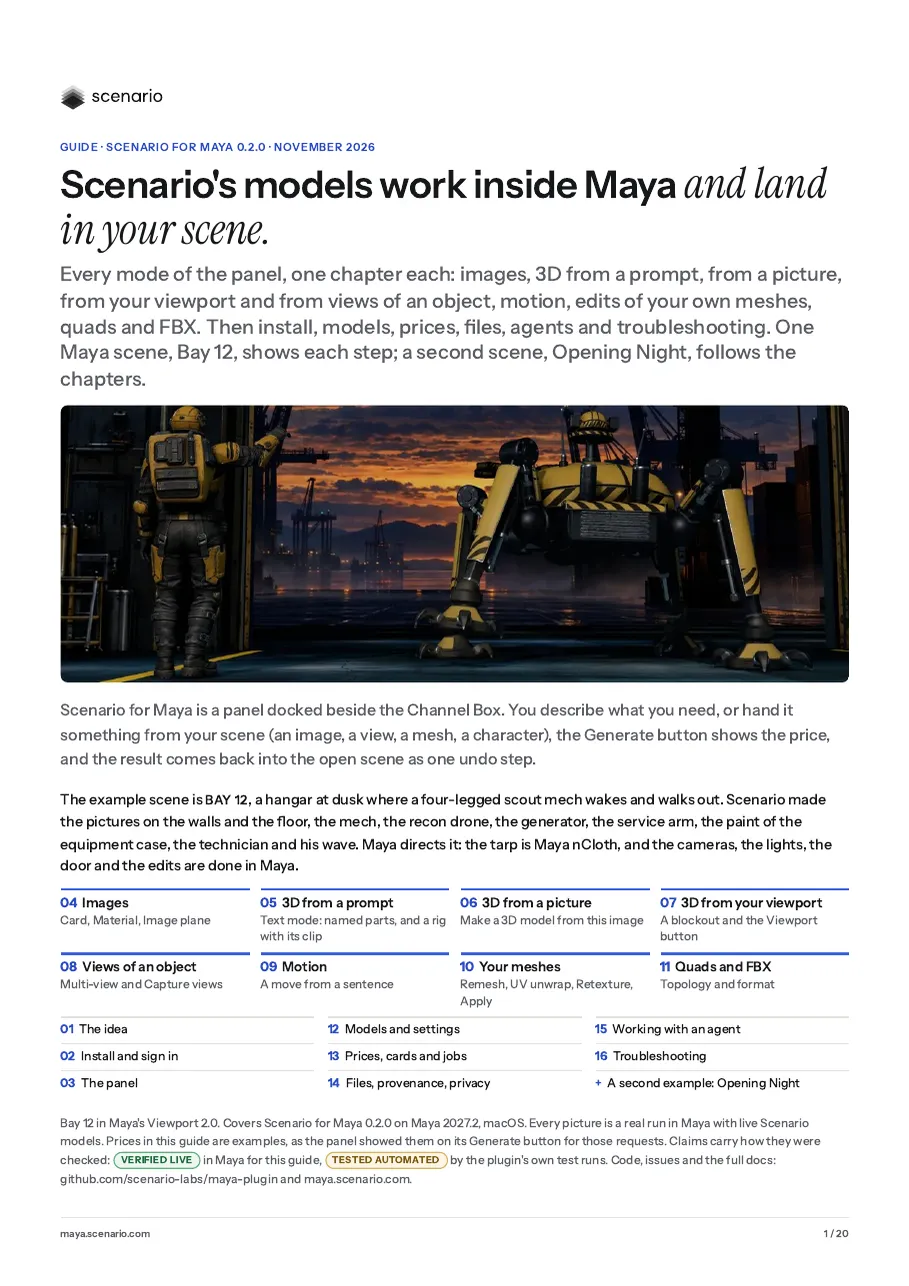 scenario
GUIDE · SCENARIO FOR MAYA 0.2.0 · NOVEMBER 2026
Scenario's models work inside Maya and land
in your scene.
Every mode of the panel, one chapter each: images, 3D from a prompt, from a picture,
from your viewport and from views of an object, motion, edits of your own meshes,
quads and FBX. Then install, models, prices, files, agents and troubleshooting. One
Maya scene, Bay 12, shows each step; a second scene, Opening Night, follows the
chapters.
Scenario for Maya is a panel docked beside the Channel Box. You describe what you need, or hand it
something from your scene (an image, a view, a mesh, a character), the Generate button shows the price,
and the result comes back into the open scene as one undo step.
The example scene is BAY 12, a hangar at dusk where a four-legged scout mech wakes and walks out. Scenario made
the pictures on the walls and the floor, the mech, the recon drone, the generator, the service arm, the paint of the
equipment case, the technician and his wave. Maya directs it: the tarp is Maya nCloth, and the cameras, the lights, the
door and the edits are done in Maya.
04 Images
Card, Material, Image plane
05 3D from a prompt
Text mode: named parts, and a rig
with its clip
06 3D from a picture
Make a 3D model from this image
07 3D from your viewport
A blockout and the Viewport
button
08 Views of an object
Multi-view and Capture views
09 Motion
A move from a sentence
10 Your meshes
Remesh, UV unwrap, Retexture,
Apply
11 Quads and FBX
Topology and format
01 The idea
12 Models and settings
15 Working with an agent
02 Install and sign in
13 Prices, cards and jobs
16 Troubleshooting
03 The panel
14 Files, provenance, privacy
+ A second example: Opening Night
Bay 12 in Maya's Viewport 2.0. Covers Scenario for Maya 0.2.0 on Maya 2027.2, macOS. Every picture is a real run in Maya with live Scenario
models. Prices in this guide are examples, as the panel showed them on its Generate button for those requests. Claims carry how they were
checked: VERIFIED LIVE in Maya for this guide, TESTED AUTOMATED by the plugin's own test runs. Code, issues and the full docs:
github.com/scenario-labs/maya-plugin and maya.scenario.com.
maya.scenario.com
1 / 20